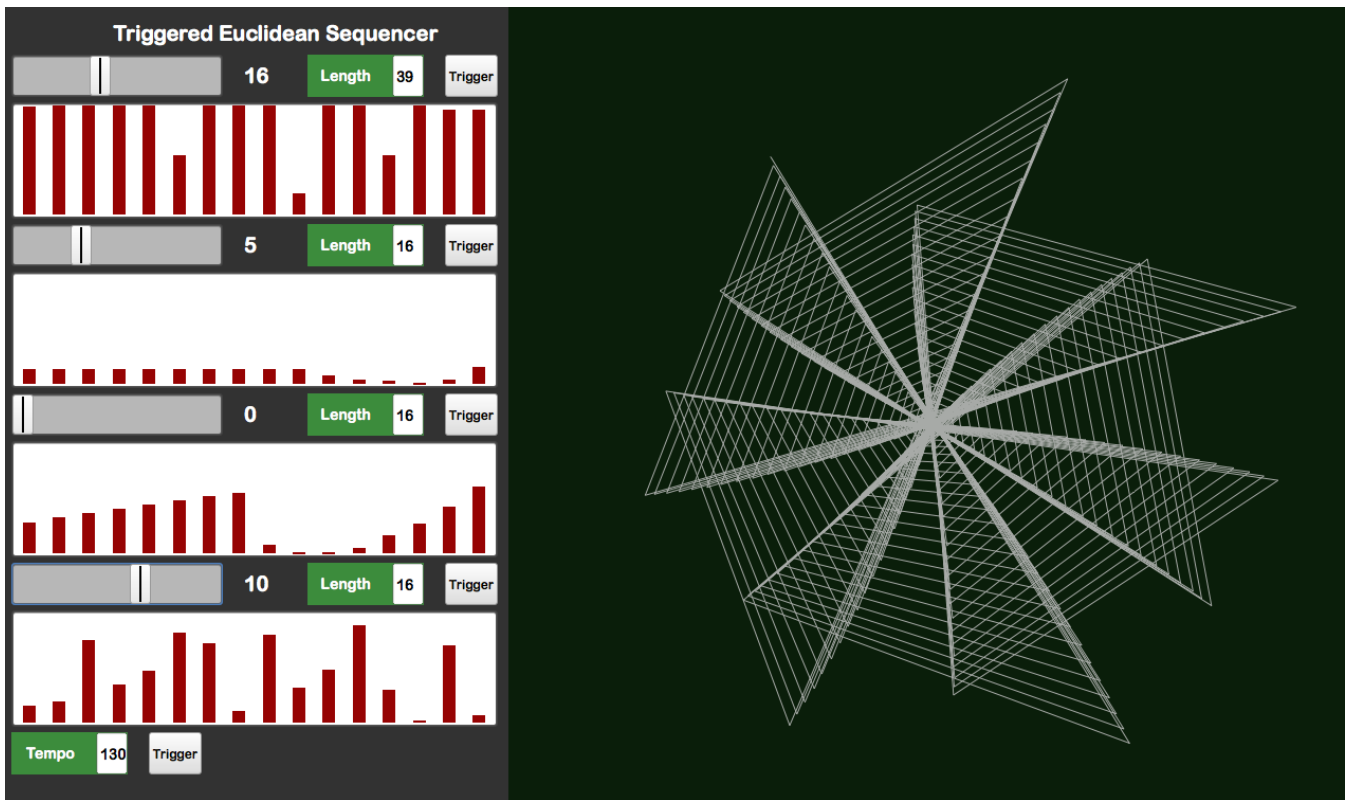 Triggered Euclidean Sequencer
16 Length 39 Trigger
5 Length 16 Trigger
0 Length 16 Trigger
10 Length 16 Trigger
Tempo 130 Trigger